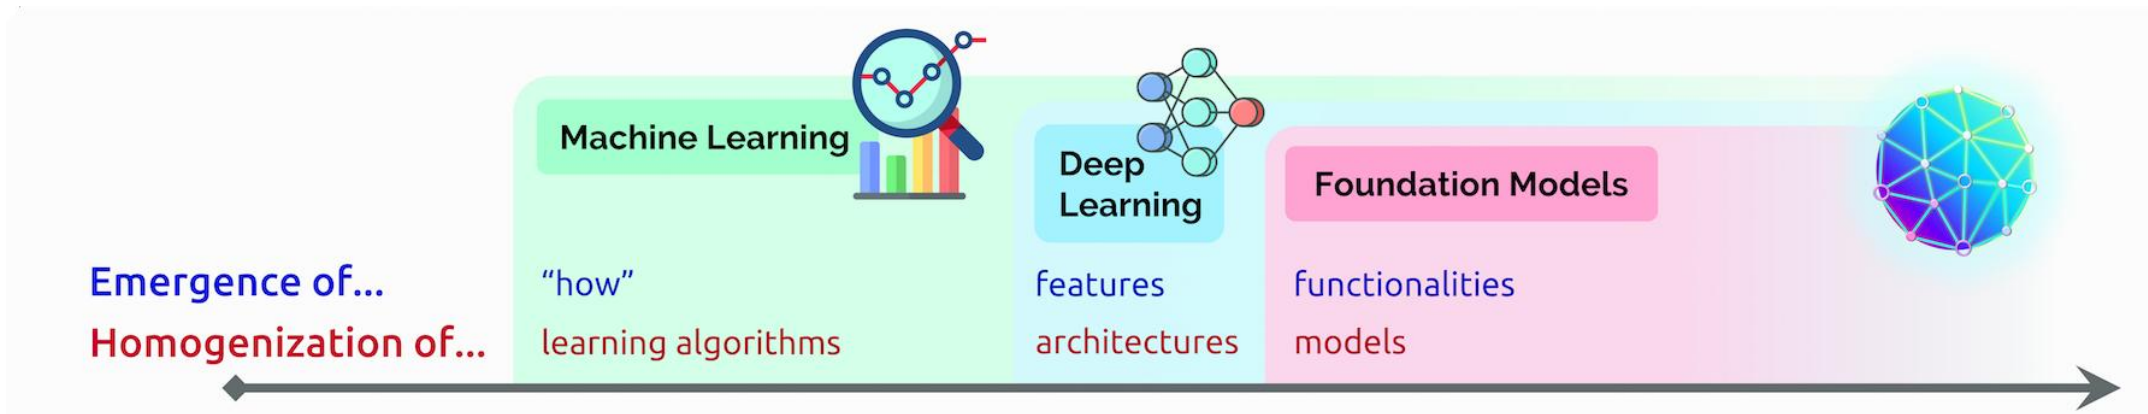 Machine Learning
Deep
Learning
Foundation Models
Emergence of...
“how”
features
functionalities
Homogenization of...
learning algorithms
architectures
models